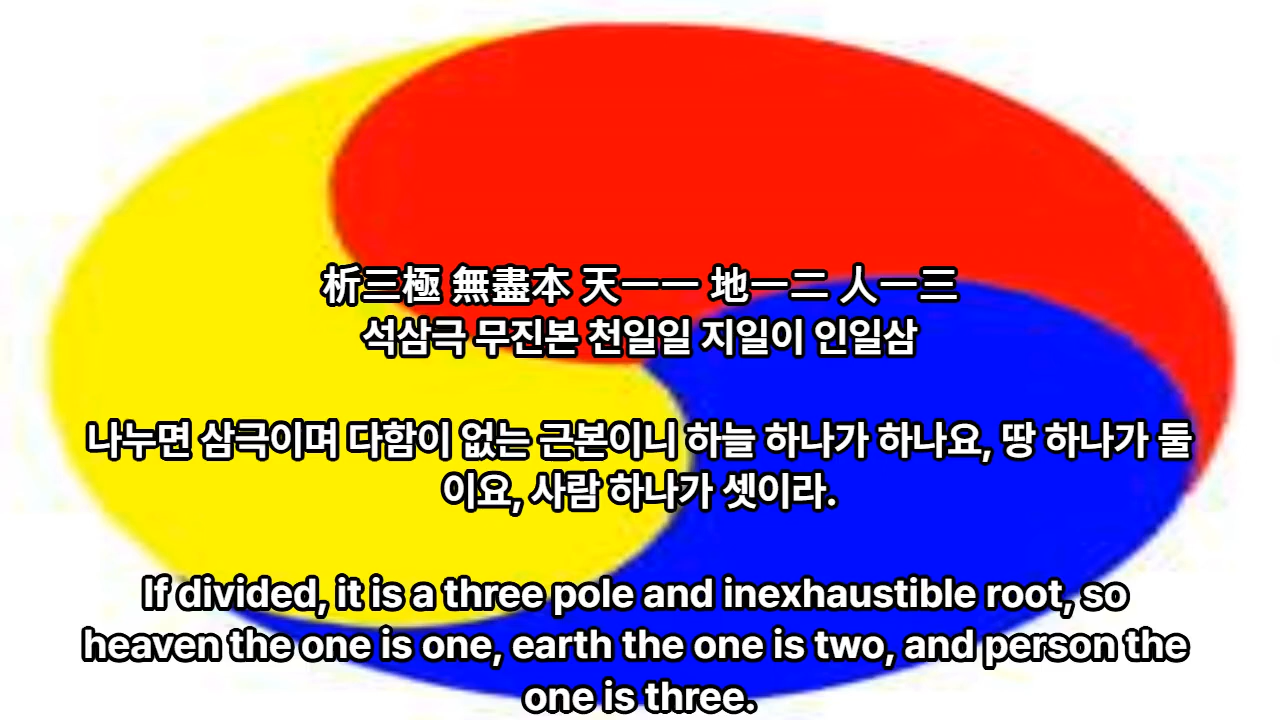 析三極 無盡本 天一一 地一二 人一三
석삼극 무진본 천일일 지일이 인일삼
나누면 삼극이며 다함이 없는 근본이니 하늘 하나가 하나요, 땅 하나가 둘
이요, 사람 하나가 셋이라.
If divided, it is a three pole and inexhaustible root, so
heaven the one is one, earth the one is two, and person the
one is three.